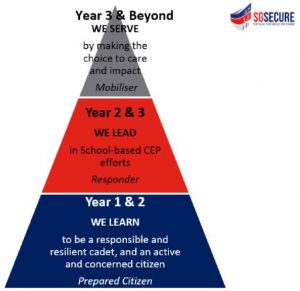 Year 3 & Beyond
WE SERVE
by making the
choice to care
and impact
Mobiliser
SGSECURE
Year 2 & 3
WE LEAD
in School-based CEP
efforts
Responder
Year 1 & 2
WE LEARN
to be a responsible and
resilient cadet, and an active
and concerned citizen
Prepared Citizen